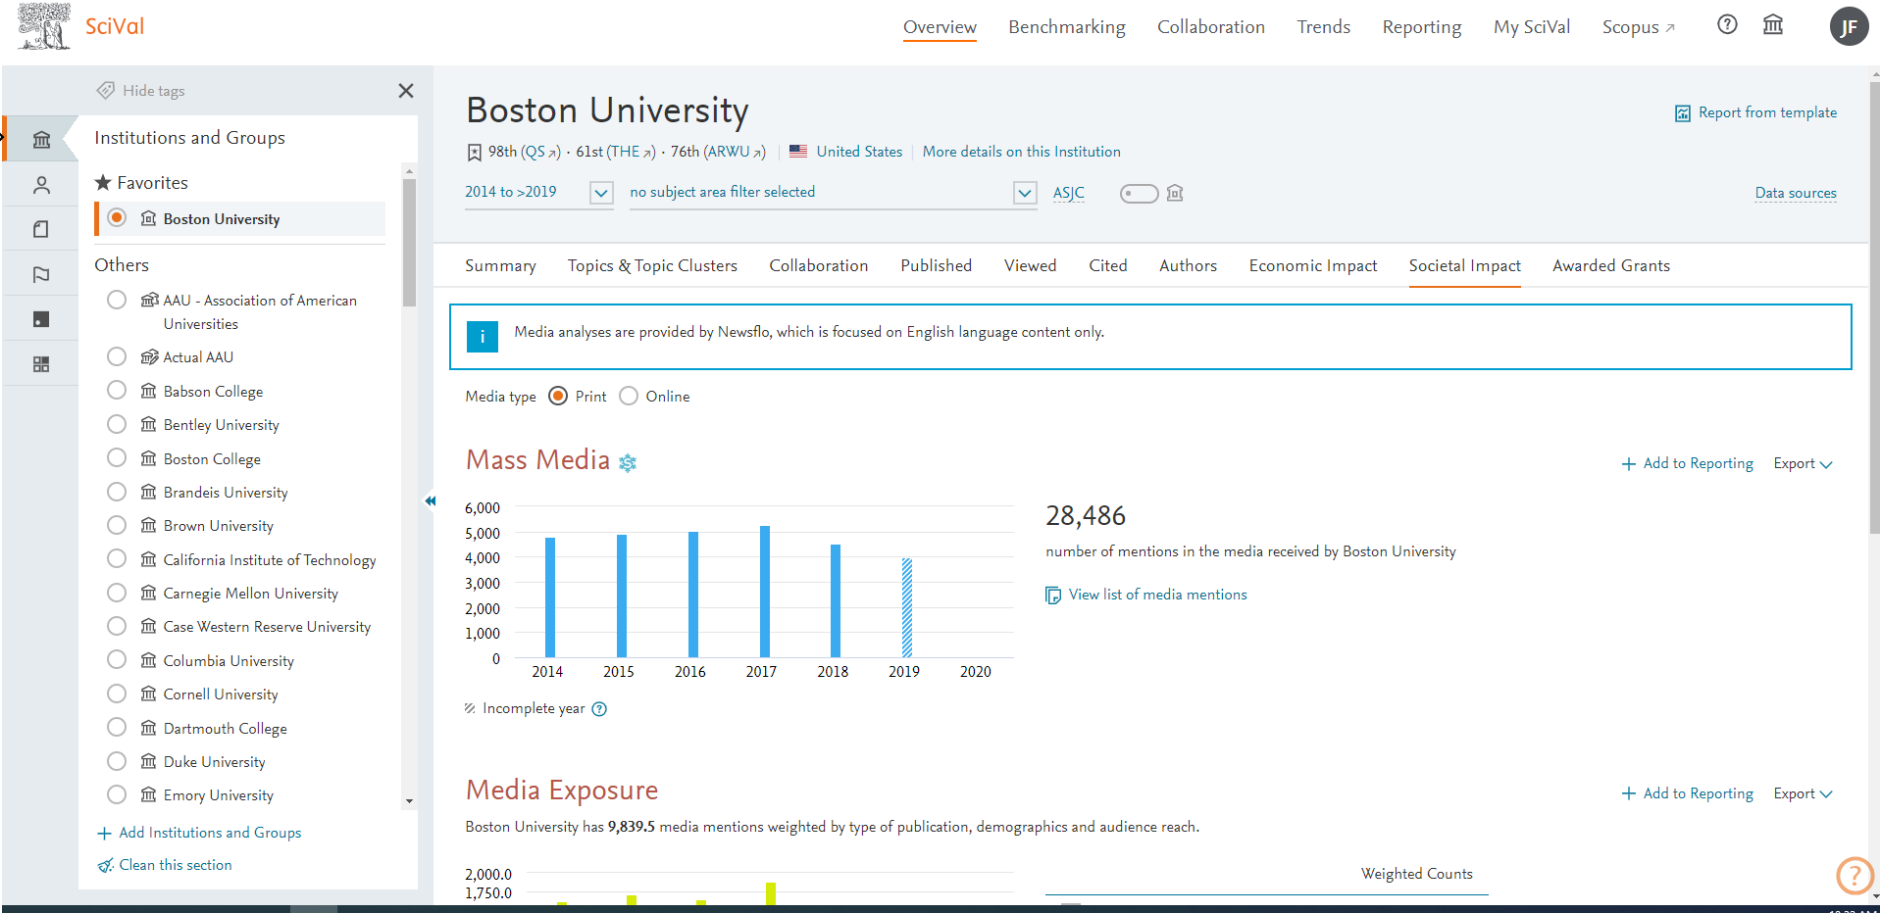 SciVal
Overview Benchmarking Collaboration Trends Reporting My SciVal Scopus ↗ ? JF
Hide tags
Institutions and Groups
Favorites
Boston University
Others
AAU - Association of American
Universities
Actual AAU
Babson College
Bentley University
Boston College
Brandeis University
Brown University
California Institute of Technology
Carnegie Mellon University
Case Western Reserve University
Columbia University
Cornell University
Dartmouth College
Duke University
Emory University
+ Add Institutions and Groups
Clean this section
Boston University
Report from template
98th (QS ↗) · 61st (THE ↗) · 76th (ARWU ↗) | United States | More details on this Institution
2014 to >2019 no subject area filter selected ASJC Data sources
Summary Topics & Topic Clusters Collaboration Published Viewed Cited Authors Economic Impact Societal Impact Awarded Grants
i Media analyses are provided by Newsflo, which is focused on English language content only.
Media type Print Online
Mass Media
+ Add to Reporting Export
6,000
5,000
4,000
3,000
2,000
1,000
0
2014 2015 2016 2017 2018 2019 2020
Incomplete year ?
28,486
number of mentions in the media received by Boston University
View list of media mentions
Media Exposure
+ Add to Reporting Export
Boston University has 9,839.5 media mentions weighted by type of publication, demographics and audience reach.
2,000.0
1,750.0
Weighted Counts
?